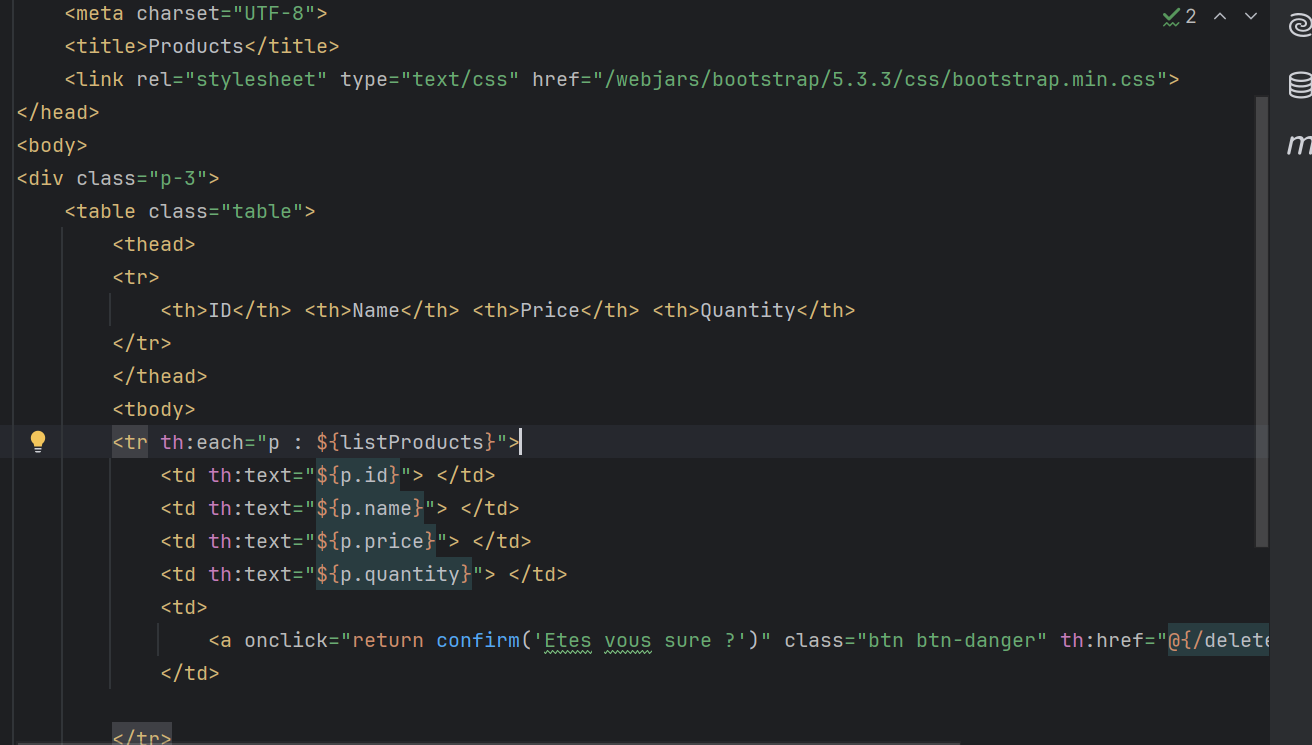 <meta charset="UTF-8">
2
<title>Products</title>
<link rel="stylesheet" type="text/css" href="/webjars/bootstrap/5.3.3/css/bootstrap.min.css">
</head>
<body>
<div class="p-3">
<table class="table">
<thead>
<tr>
<th>ID</th> <th>Name</th> <th>Price</th> <th>Quantity</th>
</tr>
</thead>
<tbody>
<tr th:each="p : ${listProducts}">
<td th:text="${p.id}"> </td>
<td th:text="${p.name}"> </td>
<td th:text="${p.price}"> </td>
<td th:text="${p.quantity}"> </td>
<td>
<a onclick="return confirm('Etes vous sure ?')" class="btn btn-danger" th:href="@{/delete
</td>
</tr>